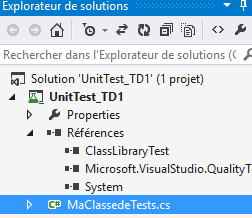 Explorateur de solutions
Rechercher dans l'Explorateur de solutions (
Solution 'UnitTest_TD1' (1 projet)
UnitTest_TD1
Properties
Références
ClassLibraryTest
Microsoft.VisualStudio.QualityT
System
C# MaClassedeTests.cs